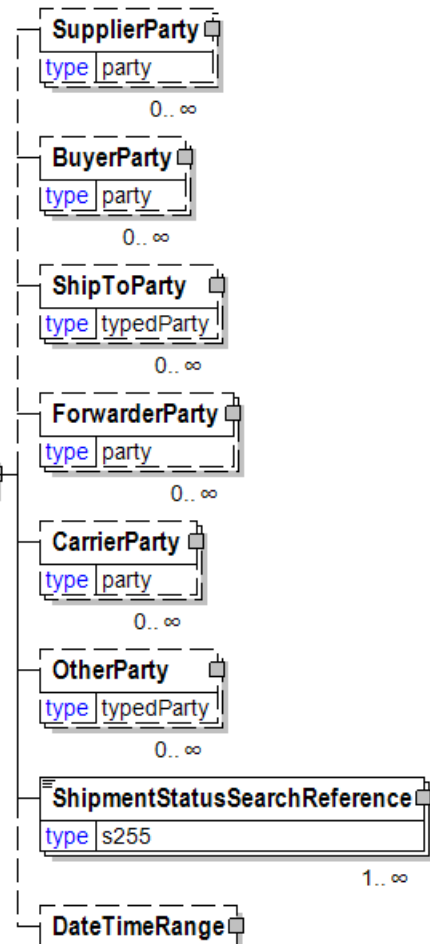 SupplierParty
type party
0.. ∞
BuyerParty
type party
0.. ∞
ShipToParty
type typedParty
0.. ∞
ForwarderParty
type party
0.. ∞
CarrierParty
type party
0.. ∞
OtherParty
type typedParty
0.. ∞
ShipmentStatusSearchReference
type s255
1.. ∞
DateTimeRange